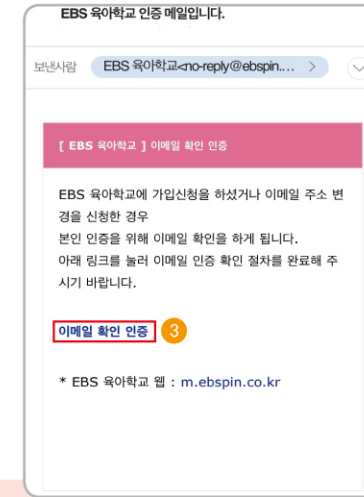 EBS 육아학교 인증 메일입니다.
보낸사람 EBS 육아학교<no-reply@ebspin.... >
[ EBS 육아학교 ] 이메일 확인 인증
EBS 육아학교에 가입신청을 하셨거나 이메일 주소 변
경을 신청한 경우
본인 인증을 위해 이메일 확인을 하게 됩니다.
아래 링크를 눌러 이메일 인증 확인 절차를 완료해 주
시기 바랍니다.
이메일 확인 인증 3
* EBS 육아학교 웹 : m.ebspin.co.kr